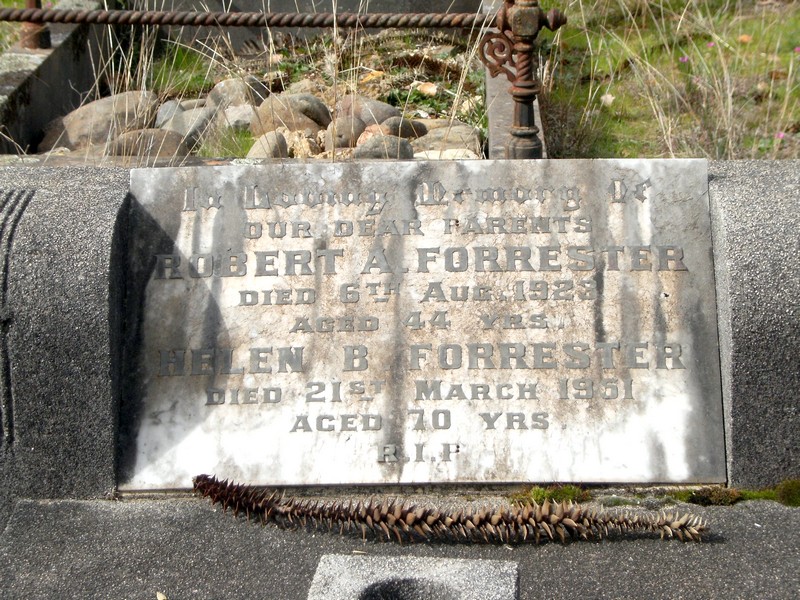 In Loving Memory Of
OUR DEAR PARENTS
ROBERT A. FORRESTER
DIED 6TH AUG. 1923
AGED 44 YRS.
HELEN B. FORRESTER
DIED 21ST MARCH 1951
AGED 70 YRS.
R.I.P